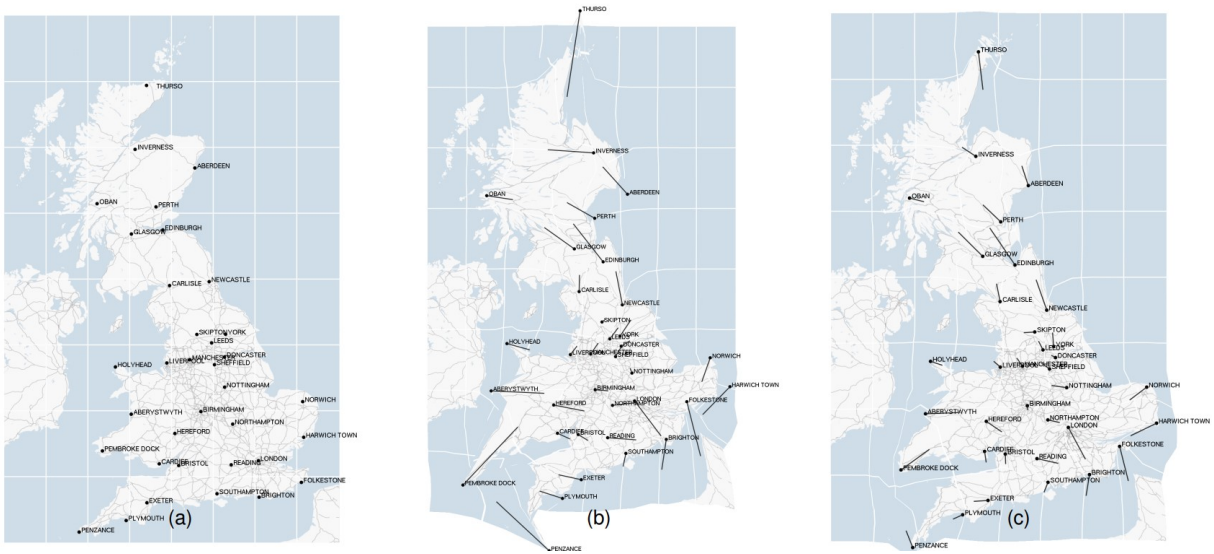 THURSO
INVERNESS
ABERDEEN
OBAN
PERTH
EDINBURGH
GLASGOW
NEWCASTLE
CARLISLE
SKIPTON
YORK
LEEDS
DONCASTER
MANCHESTER
LIVERPOOL
SHEFFIELD
HOLYHEAD
NOTTINGHAM
NORWICH
ABERYSTWYTH
BIRMINGHAM
NORTHAMPTON
HEREFORD
HARWICH TOWN
PEMBROKE DOCK
CARDIFF
BRISTOL
READING
LONDON
FOLKESTONE
SOUTHAMPTON
BRIGHTON
EXETER
PLYMOUTH
PENZANCE
(a)
THURSO
INVERNESS
ABERDEEN
OBAN
PERTH
GLASGOW
EDINBURGH
CARLISLE
NEWCASTLE
SKIPTON
YORK
LEEDS
HOLYHEAD
DONCASTER
LIVERPOOL
MANCHESTER
SHEFFIELD
NORWICH
NOTTINGHAM
HARWICH TOWN
ABERYSTWYTH
BIRMINGHAM
HEREFORD
NORTHAMPTON
LONDON
FOLKESTONE
CARDIFF
BRISTOL
READING
BRIGHTON
SOUTHAMPTON
EXETER
PEMBROKE DOCK
PLYMOUTH
PENZANCE
(b)
THURSO
INVERNESS
ABERDEEN
OBAN
PERTH
GLASGOW
EDINBURGH
CARLISLE
NEWCASTLE
SKIPTON
YORK
LEEDS
DONCASTER
HOLYHEAD
LIVERPOOL
MANCHESTER
SHEFFIELD
NOTTINGHAM
NORWICH
BIRMINGHAM
ABERYSTWYTH
HEREFORD
NORTHAMPTON
HARWICH TOWN
LONDON
FOLKESTONE
CARDIFF
BRISTOL
READING
PEMBROKE DOCK
BRIGHTON
SOUTHAMPTON
EXETER
PLYMOUTH
PENZANCE
(c)